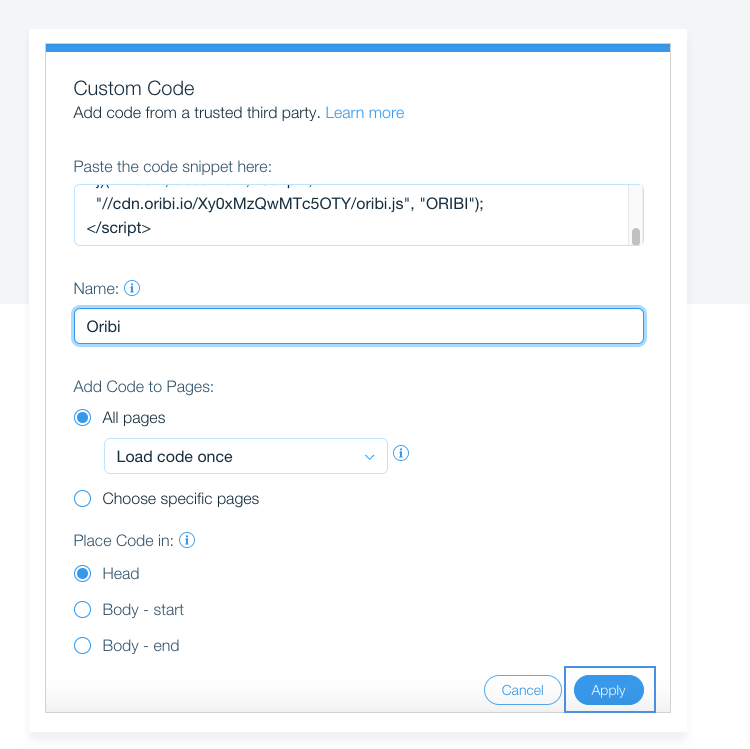 Custom Code
Add code from a trusted third party. Learn more
Paste the code snippet here:
"//cdn.oribi.io/Xy0xMzQwMTc5OTY/oribi.js", "ORIBI");
</script>
Name:
Oribi
Add Code to Pages:
All pages
Load code once
Choose specific pages
Place Code in:
Head
Body - start
Body - end
Cancel
Apply